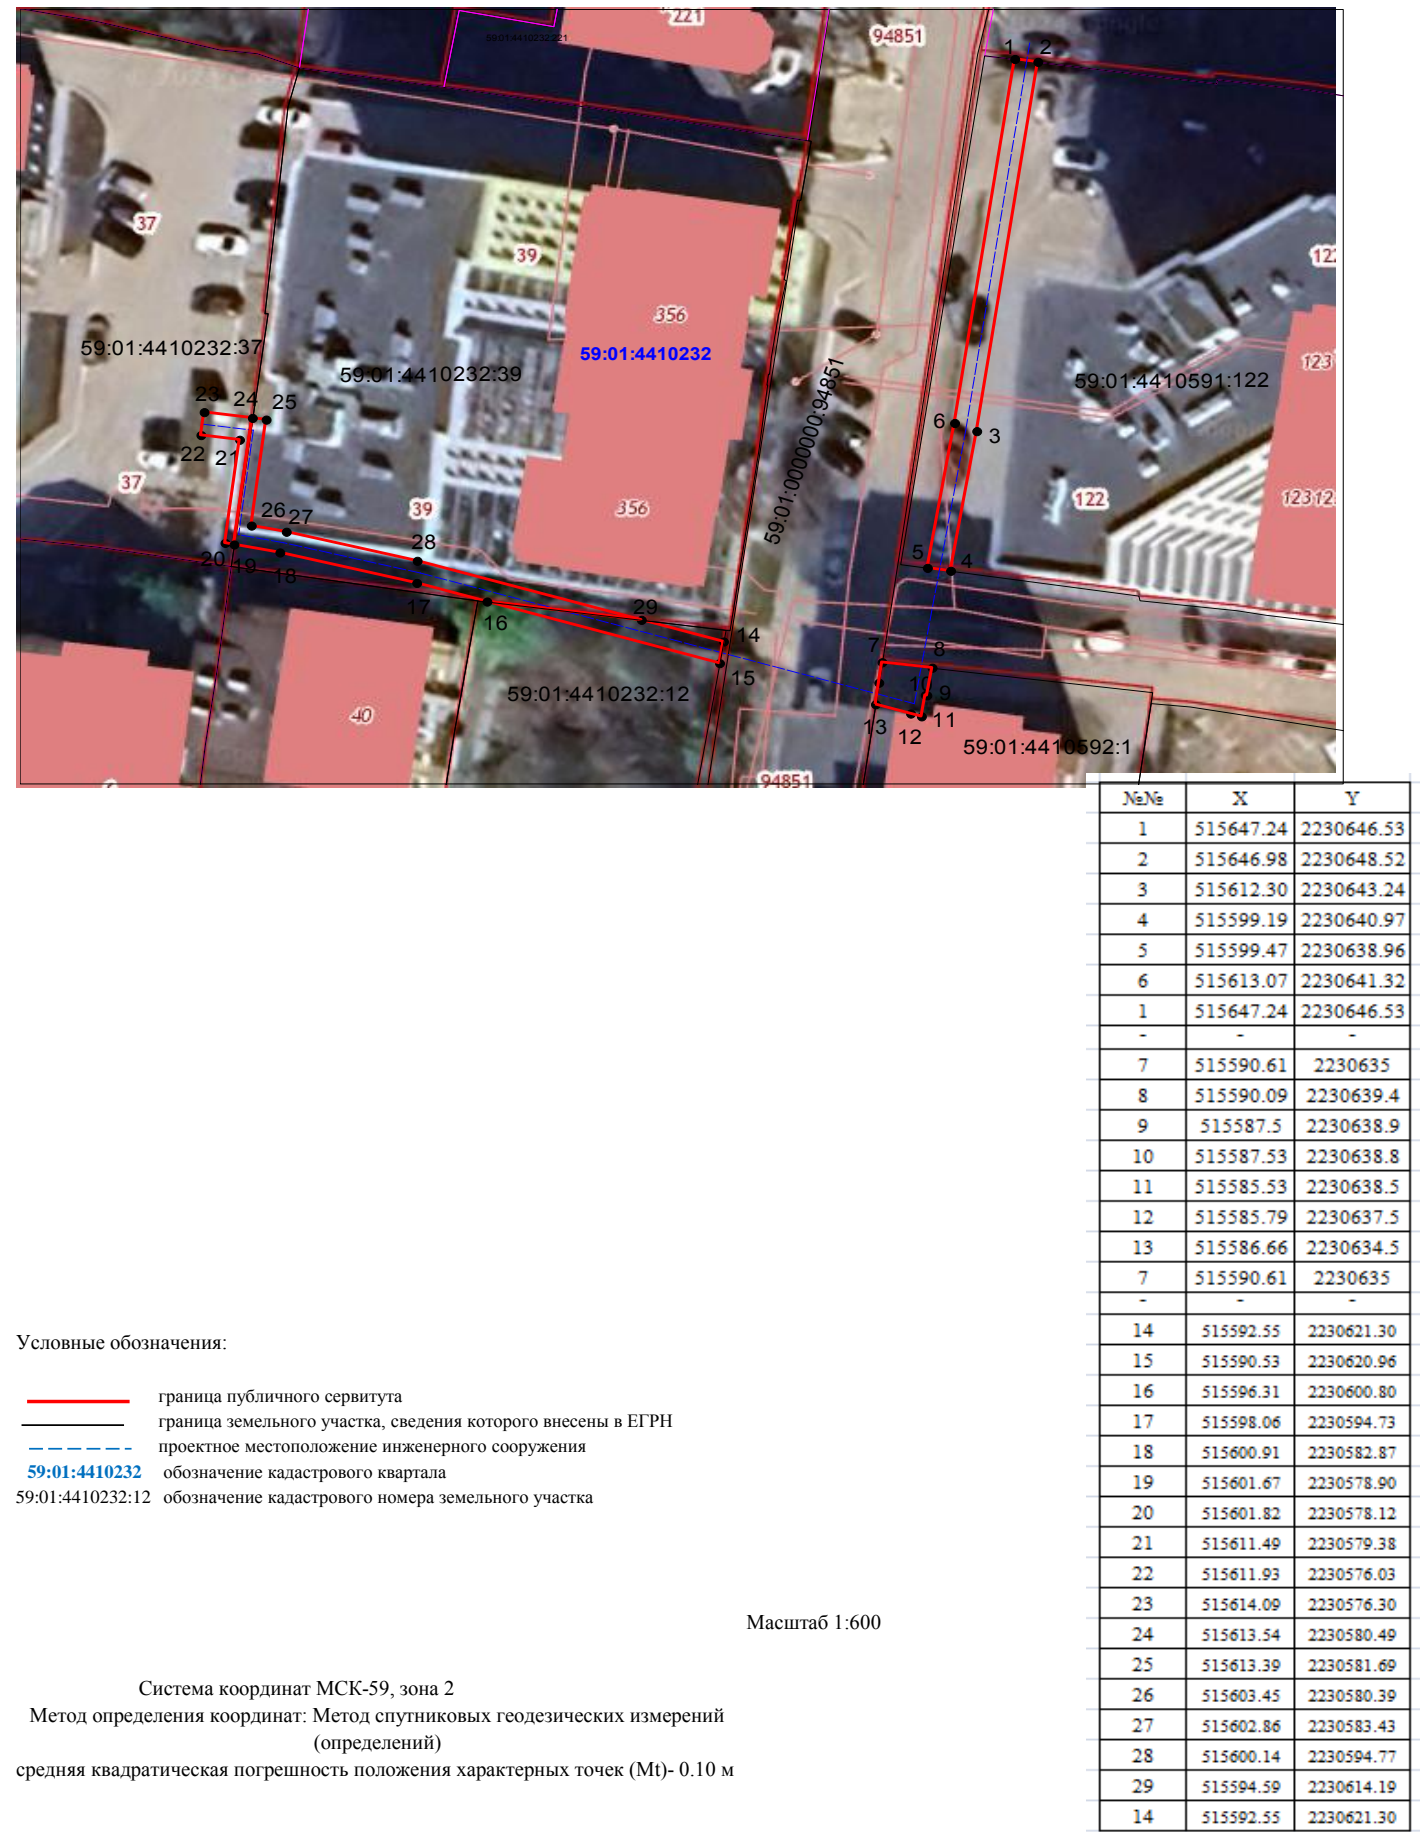 221
59:01:4410232:221
94851
1 2
37
39
122
356
59:01:4410232
59:01:4410232:37
59:01:4410232:39
59:01:0000000:94851
59:01:4410591:122
123
23 24 25
22 21
6 3
37
39
356
122
26 27
28
20 19 18
17 16
29
14
15
5 4
7 8
10 9
13 12 11
59:01:4410232:12
40
59:01:4410592:1
94851
№№ X Y
1 515647.24 2230646.53
2 515646.98 2230648.52
3 515612.30 2230643.24
4 515599.19 2230640.97
5 515599.47 2230638.96
6 515613.07 2230641.32
1 515647.24 2230646.53
- - -
7 515590.61 2230635
8 515590.09 2230639.4
9 515587.5 2230638.9
10 515587.53 2230638.8
11 515585.53 2230638.5
12 515585.79 2230637.5
13 515586.66 2230634.5
7 515590.61 2230635
- - -
14 515592.55 2230621.30
15 515590.53 2230620.96
16 515596.31 2230600.80
17 515598.06 2230594.73
18 515600.91 2230582.87
19 515601.67 2230578.90
20 515601.82 2230578.12
21 515611.49 2230579.38
22 515611.93 2230576.03
23 515614.09 2230576.30
24 515613.54 2230580.49
25 515613.39 2230581.69
26 515603.45 2230580.39
27 515602.86 2230583.43
28 515600.14 2230594.77
29 515594.59 2230614.19
14 515592.55 2230621.30
Условные обозначения:
граница публичного сервитута
граница земельного участка, сведения которого внесены в ЕГРН
проектное местоположение инженерного сооружения
59:01:4410232 обозначение кадастрового квартала
59:01:4410232:12 обозначение кадастрового номера земельного участка
Масштаб 1:600
Система координат МСК-59, зона 2
Метод определения координат: Метод спутниковых геодезических измерений
(определений)
средняя квадратическая погрешность положения характерных точек (Mt)- 0.10 м